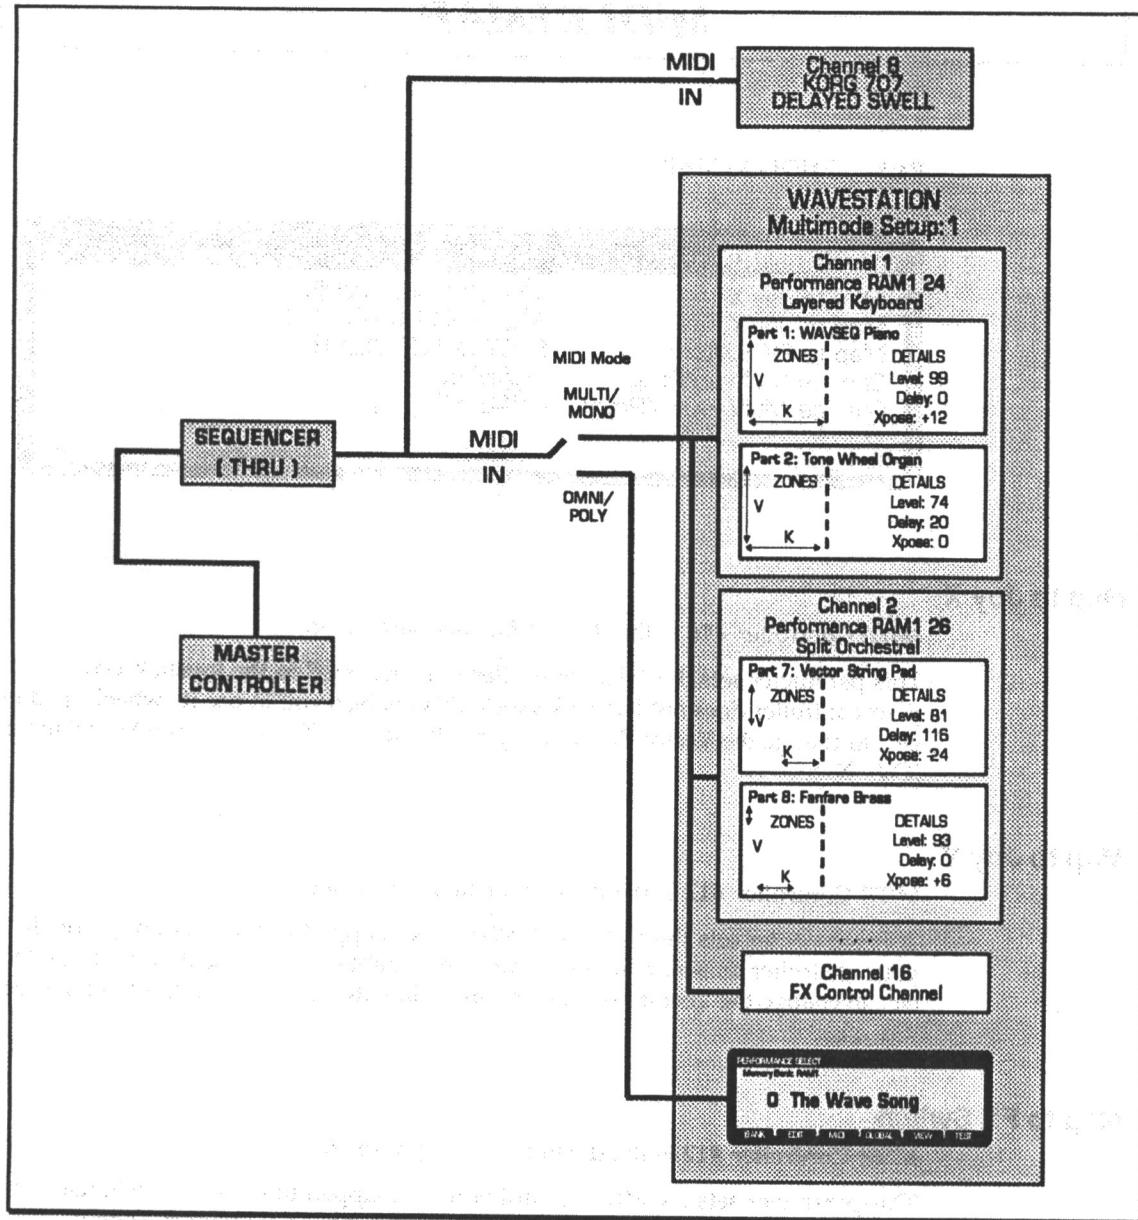 MIDI
IN
Channel 8
KORG 707
DELAYED SWELL
WAVESTATION
Multimode Setup:1
Channel 1
Performance RAM1 24
Layered Keyboard
Part 1: WAVSEQ Piano
ZONES
DETAILS
V
Level: 99
Delay: 0
K
Xpose: +12
Part 2: Tone Wheel Organ
ZONES
DETAILS
V
Level: 74
Delay: 20
K
Xpose: 0
MIDI Mode
MULTI/
MONO
SEQUENCER
( THRU )
MIDI
IN
OMNI/
POLY
MASTER
CONTROLLER
Channel 2
Performance RAM1 26
Split Orchestral
Part 7: Vector String Pad
ZONES
DETAILS
V
Level: 81
Delay: 116
K
Xpose: -24
Part 8: Fanfare Brass
ZONES
DETAILS
V
Level: 93
Delay: 0
K
Xpose: +6
Channel 16
FX Control Channel
PERFORMANCE SELECT
Memory Bank: RAM1
0 The Wave Song
BANK EDIT MIDI GLOBAL VIEW TEST